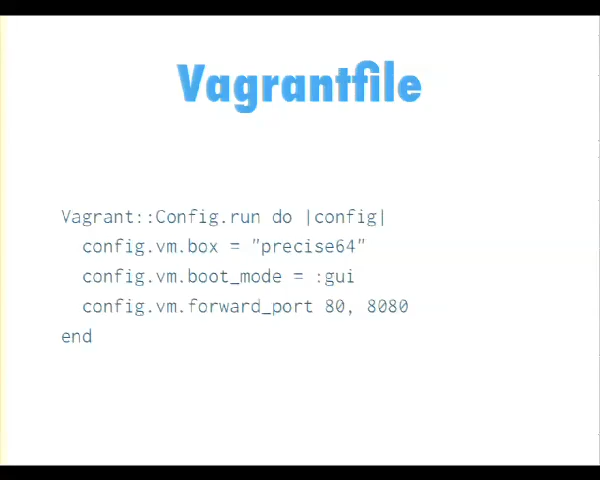 Vagrantfile
Vagrant::Config.run do |config|
  config.vm.box = "precise64"
  config.vm.boot_mode = :gui
  config.vm.forward_port 80, 8080
end